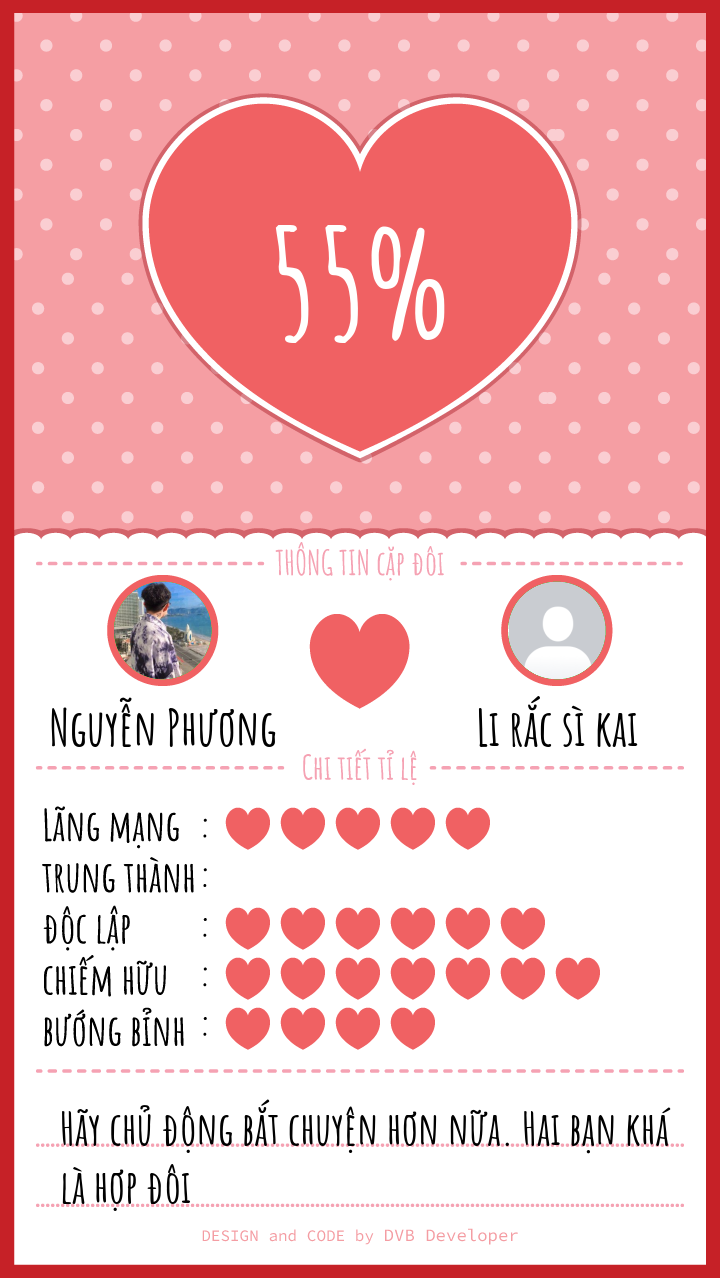 55%
THÔNG TIN CẶP ĐÔI
NGUYỄN PHƯƠNG
LI RẮC SÌ KAI
CHI TIẾT TỈ LỆ
LÃNG MẠNG :
TRUNG THÀNH :
ĐỘC LẬP :
CHIẾM HỮU :
BƯỚNG BỈNH :
HÃY CHỦ ĐỘNG BẮT CHUYỆN HƠN NỮA. HAI BẠN KHÁ
LÀ HỢP ĐÔI
DESIGN and CODE by DVB Developer